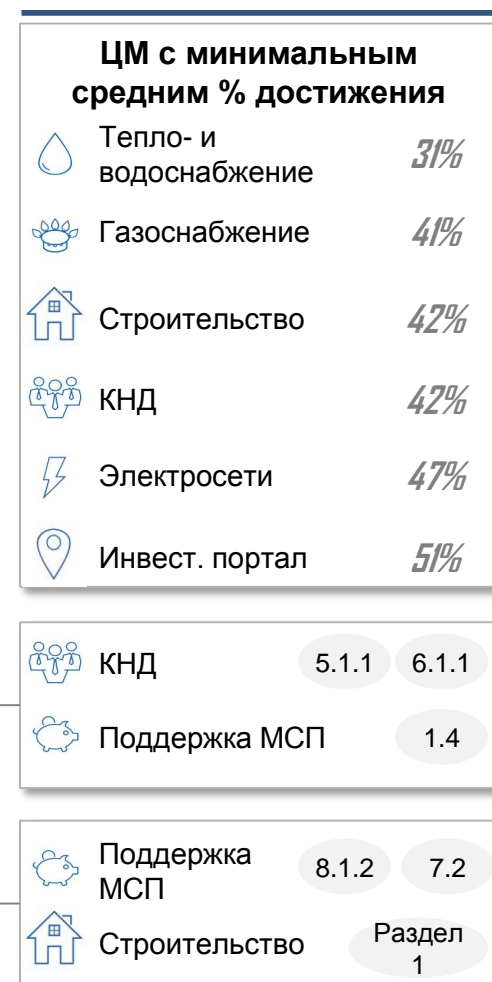 ЦМ с минимальным
средним % достижения
Тепло- и
водоснабжение 31%
Газоснабжение 41%
Строительство 42%
КНД 42%
Электросети 47%
Инвест. портал 51%
КНД 5.1.1 6.1.1
Поддержка МСП 1.4
Поддержка
МСП 8.1.2 7.2
Строительство Раздел
1